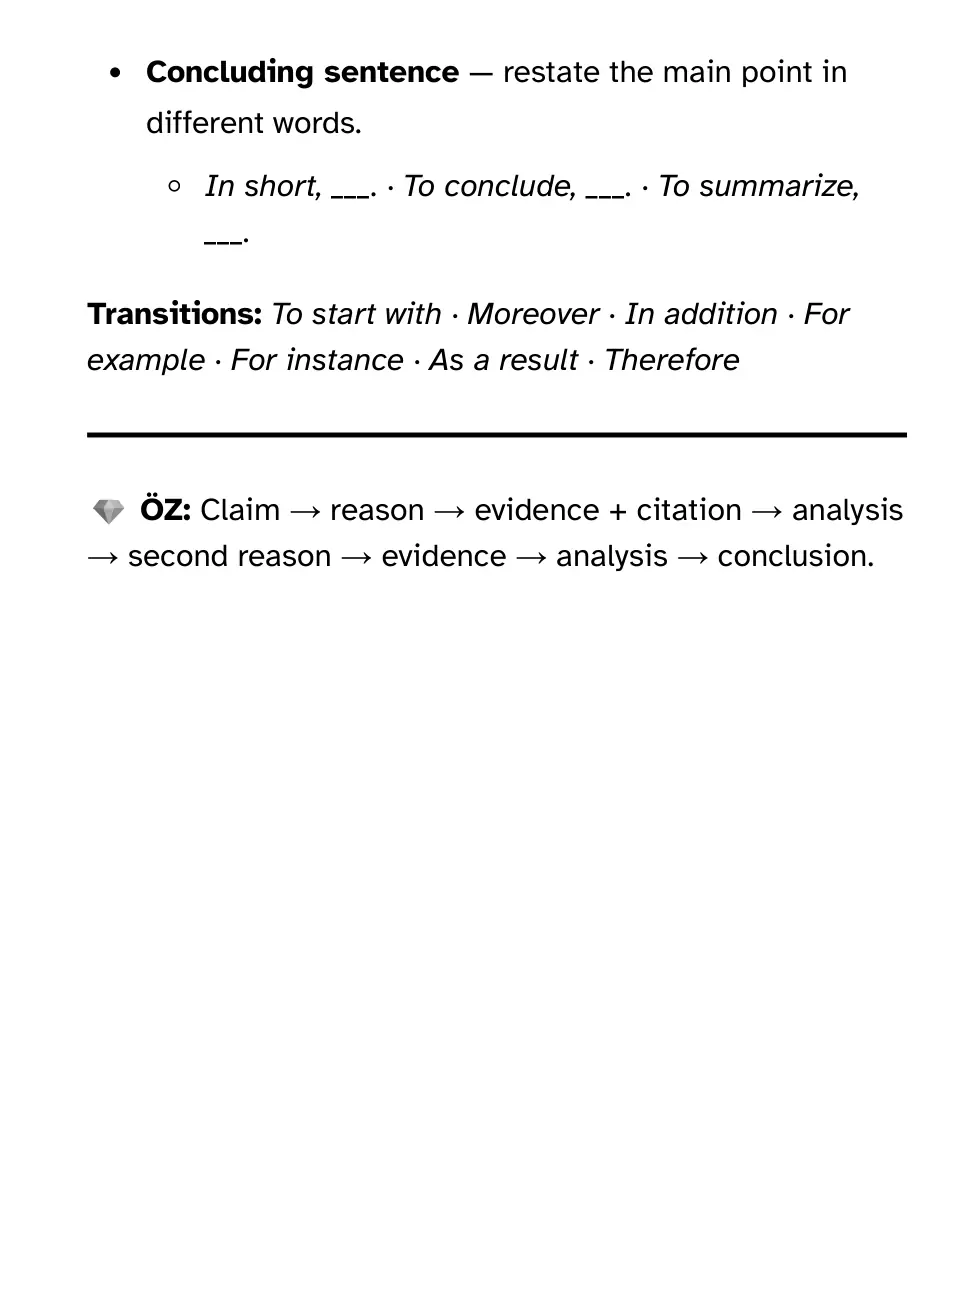 • Concluding sentence — restate the main point in
different words.
◦ In short, ___. · To conclude, ___. · To summarize,
___.
Transitions: To start with · Moreover · In addition · For
example · For instance · As a result · Therefore
💎 ÖZ: Claim → reason → evidence + citation → analysis
→ second reason → evidence → analysis → conclusion.